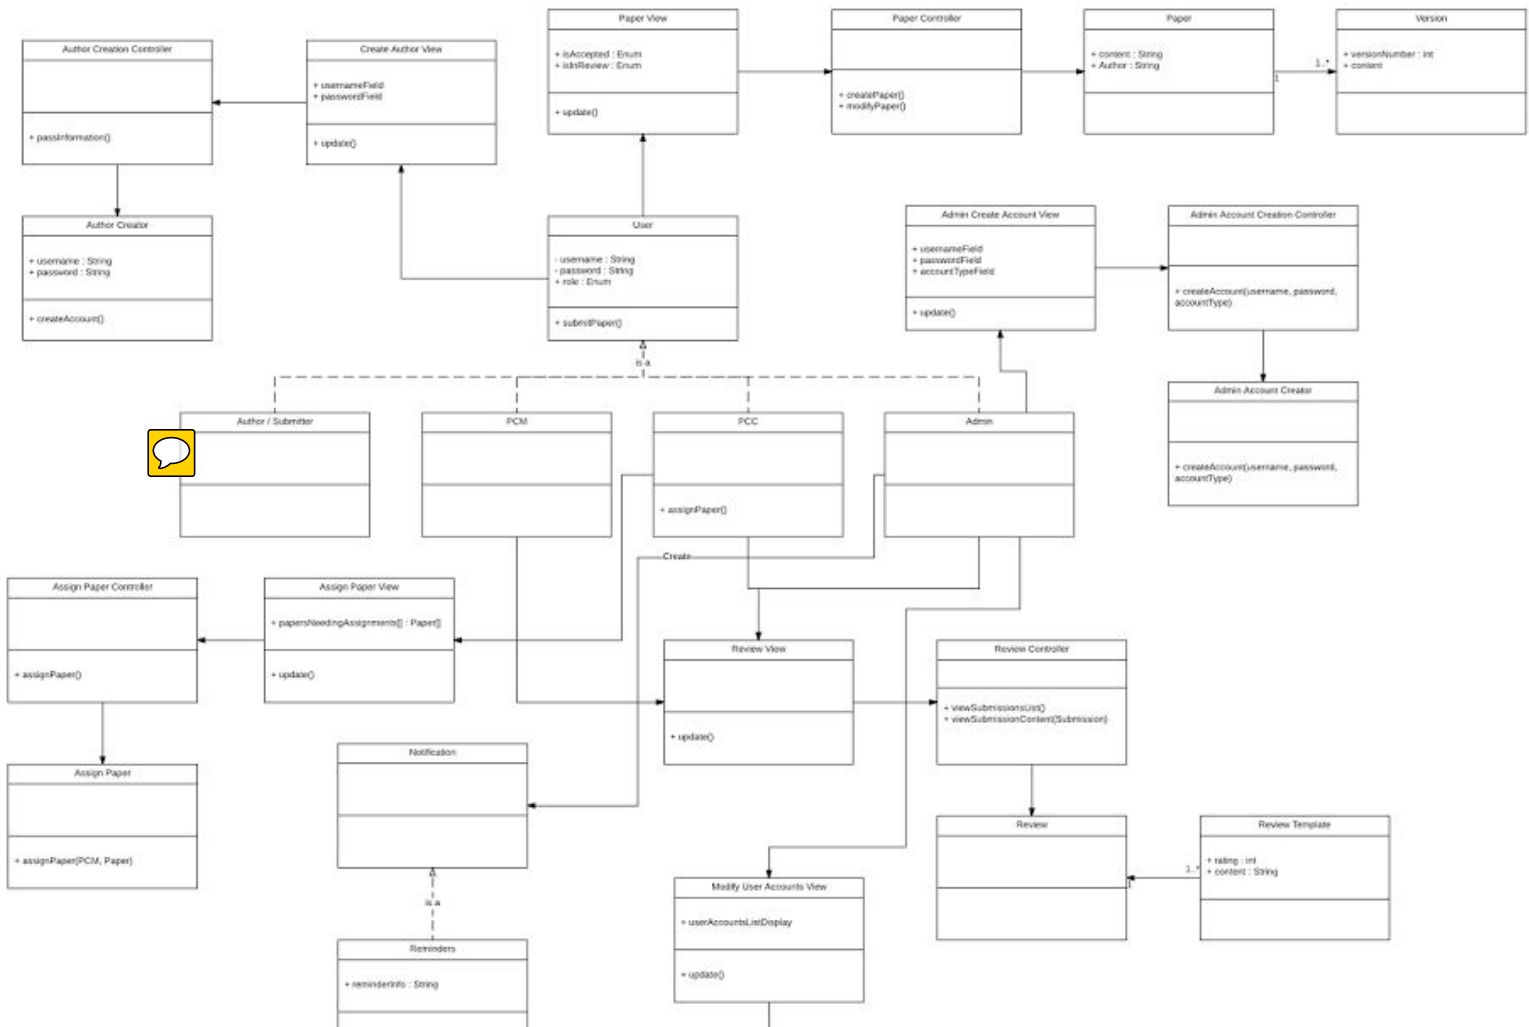 Author Creation Controller
+ passInformation()
Create Author View
+ usernameField
+ passwordField
+ update()
Paper View
+ isAccepted : Enum
+ isInReview : Enum
+ update()
Paper Controller
+ createPaper()
+ modifyPaper()
Paper
+ content : String
+ Author : String
1
1..*
Version
+ versionNumber : int
+ content
Author Creator
+ username : String
+ password : String
+ createAccount()
User
- username : String
- password : String
+ role : Enum
+ submitPaper()
is a
Admin Create Account View
+ usernameField
+ passwordField
+ accountTypeField
+ update()
Admin Account Creation Controller
+ createAccount(username, password,
accountType)
Admin Account Creator
+ createAccount(username, password,
accountType)
Author / Submitter
PCM
PCC
+ assignPaper()
Admin
Create
Assign Paper Controller
+ assignPaper()
Assign Paper View
+ papersNeedingAssignments[] : Paper[]
+ update()
Review View
+ update()
Review Controller
+ viewSubmissionsList()
+ viewSubmissionContent(Submission)
Assign Paper
+ assignPaper(PCM, Paper)
Notification
is a
Reminders
+ reminderInfo : String
Modify User Accounts View
+ userAccountsListDisplay
+ update()
Review
1
1..*
Review Template
+ rating : int
+ content : String